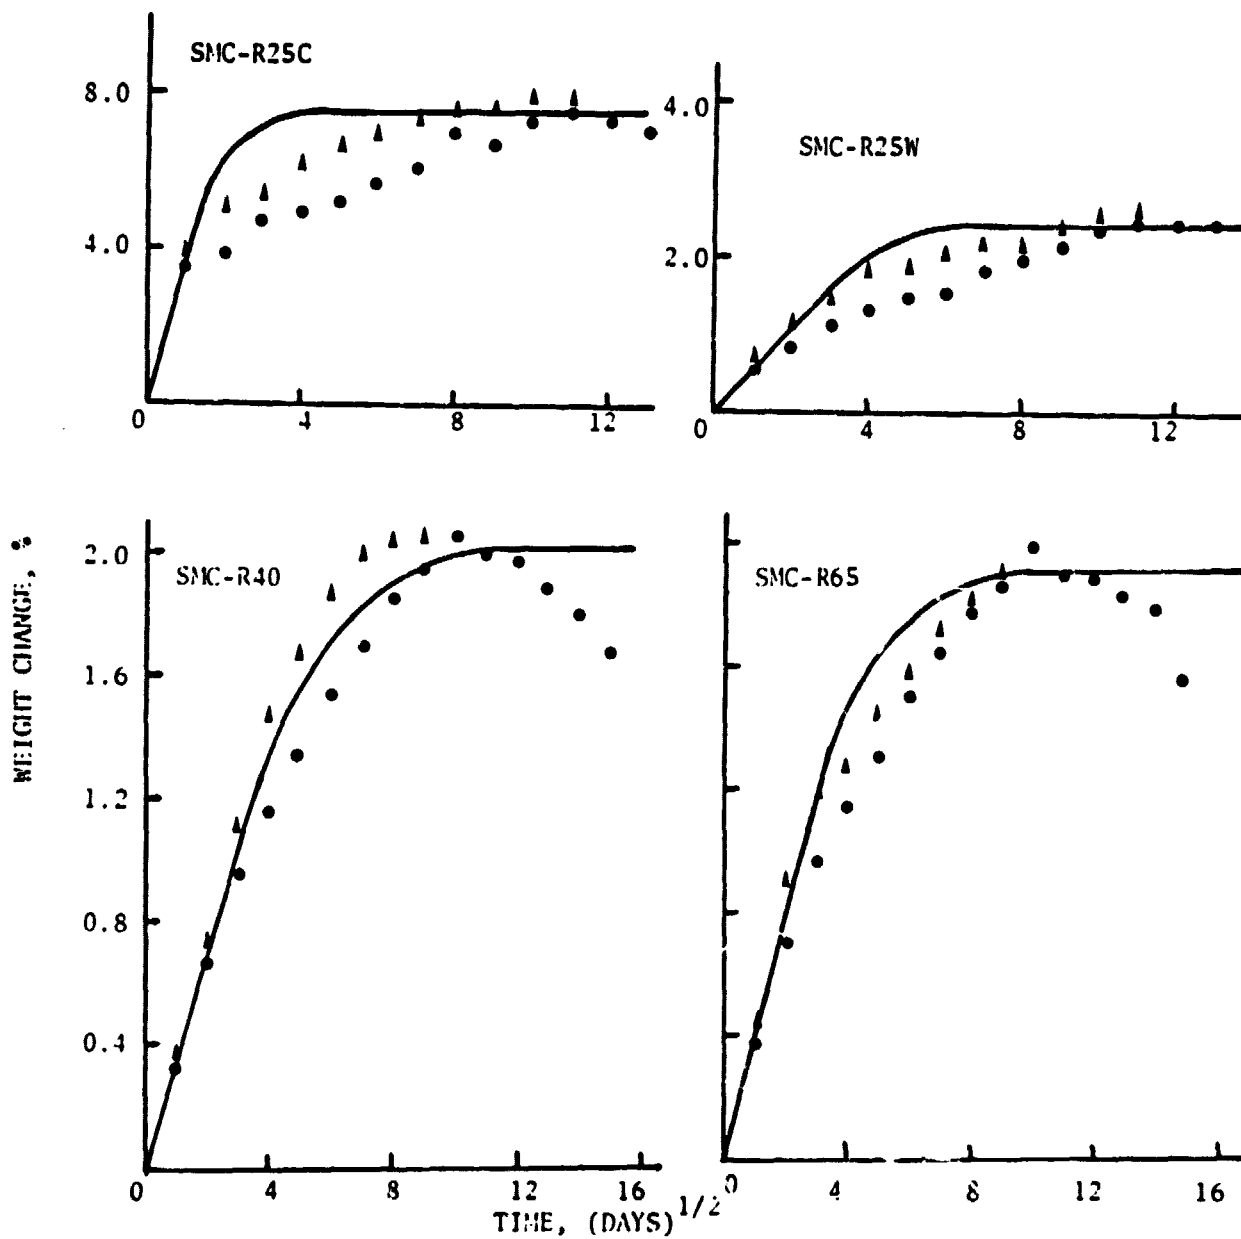 SMC-R25C
8.0
4.0
0 4 8 12
4.0
SMC-R25W
2.0
0 4 8 12
WEIGHT CHANGE, %
2.0
SMC-R40
1.6
1.2
0.8
0.4
0 4 8 12 16
SMC-R65
0 4 8 12 16
TIME, (DAYS) 1/2